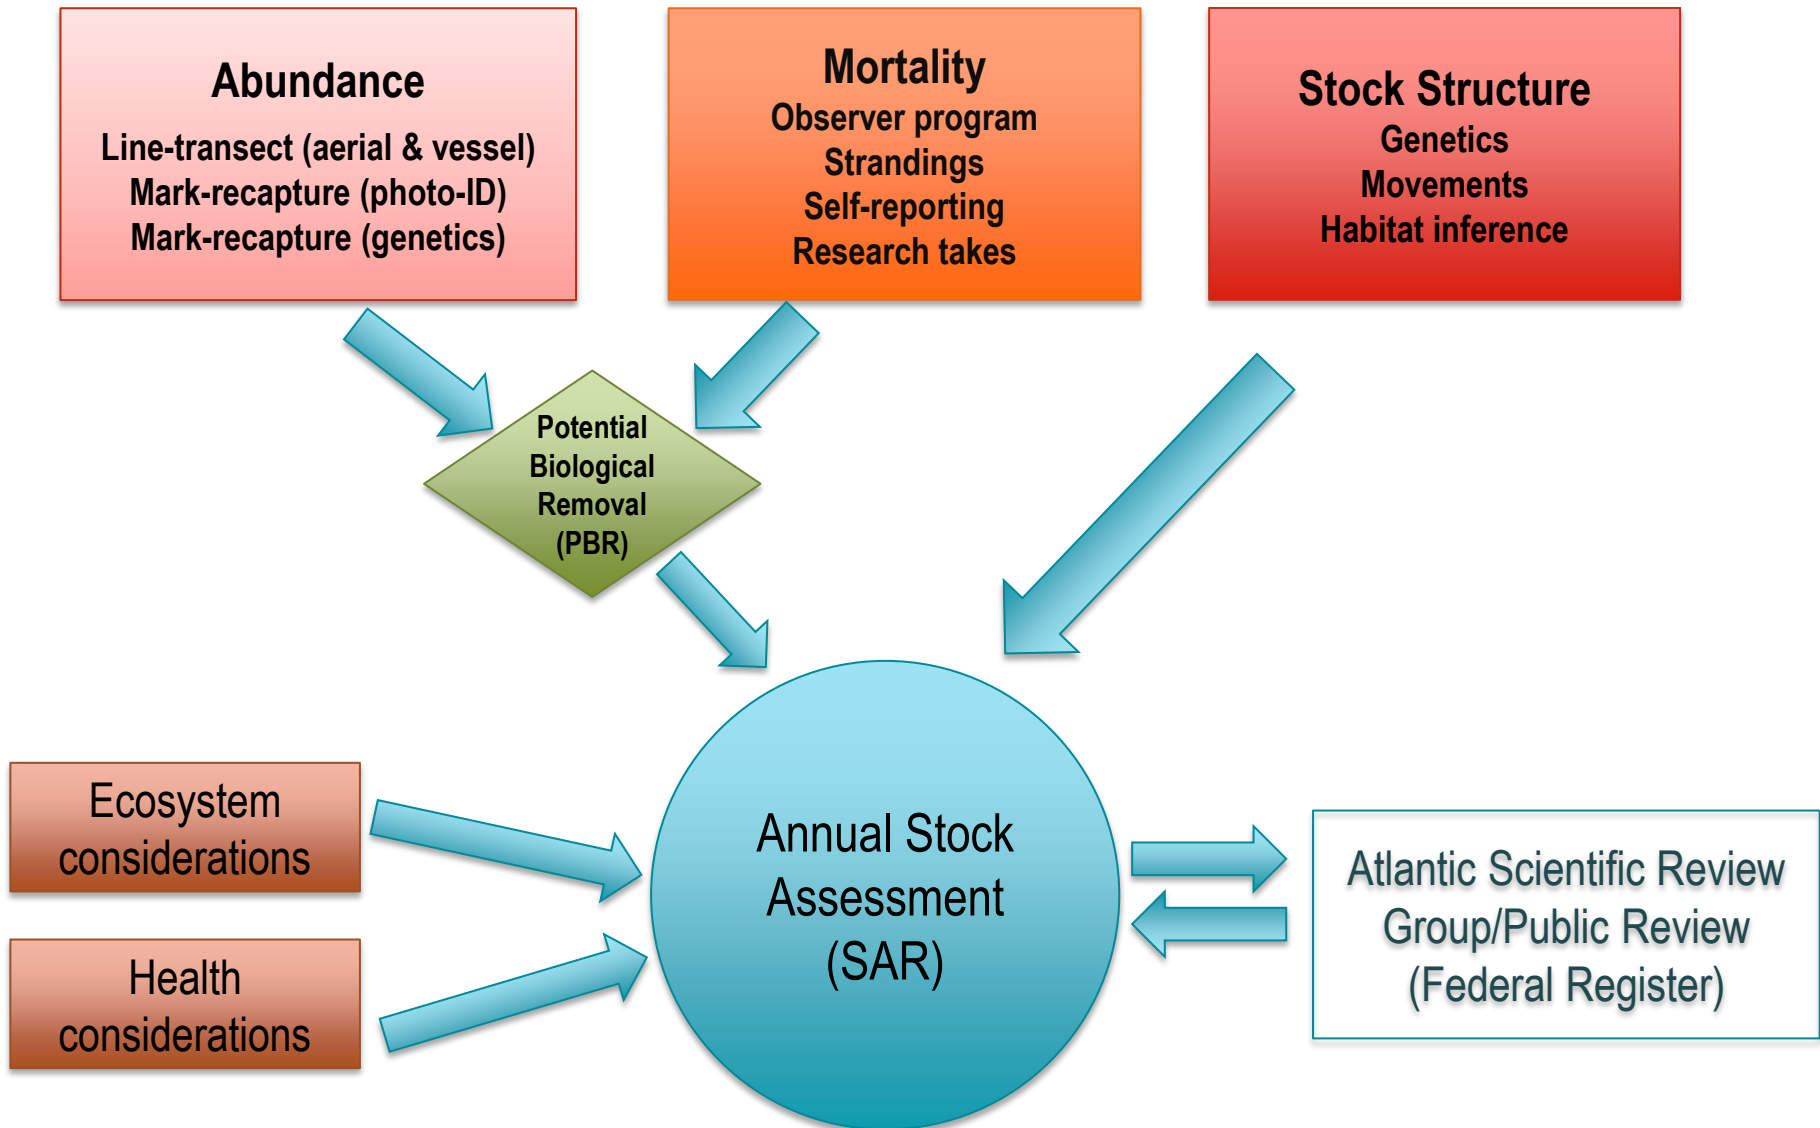 Abundance
Line-transect (aerial & vessel)
Mark-recapture (photo-ID)
Mark-recapture (genetics)
Mortality
Observer program
Strandings
Self-reporting
Research takes
Stock Structure
Genetics
Movements
Habitat inference
Potential
Biological
Removal
(PBR)
Ecosystem
considerations
Health
considerations
Annual Stock
Assessment
(SAR)
Atlantic Scientific Review
Group/Public Review
(Federal Register)